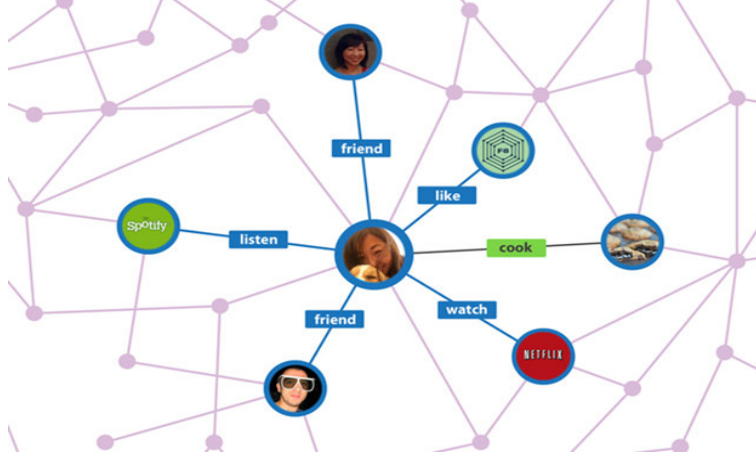 friend
FB
like
Spotify
listen
cook
watch
friend
NETFLIX